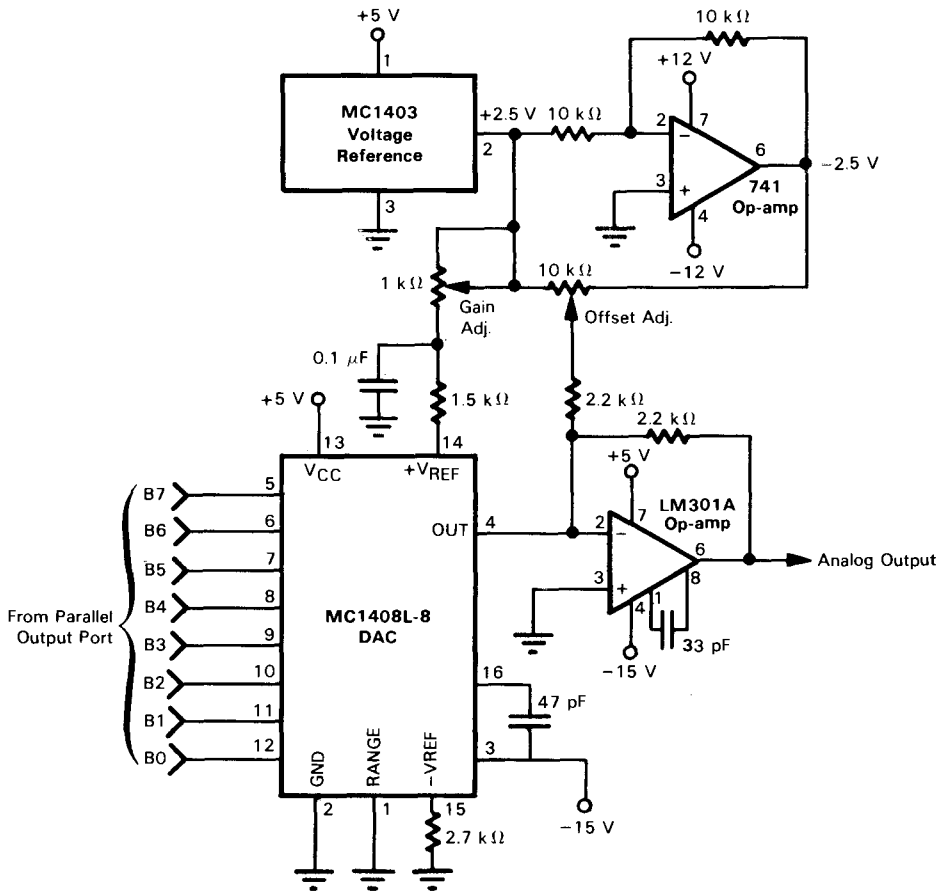 +5 V
1
MC1403
Voltage
Reference
+2.5 V
2
3
10 kΩ
10 kΩ
+12 V
7
2
−
3
+
6
4
741
Op-amp
−2.5 V
−12 V
1 kΩ
Gain
Adj.
10 kΩ
Offset Adj.
0.1 μF
1.5 kΩ
2.2 kΩ
2.2 kΩ
+5 V
13
VCC
14
+VREF
B7
5
B6
6
B5
7
B4
8
B3
9
B2
10
B1
11
B0
12
From Parallel
Output Port
MC1408L-8
DAC
OUT
4
+5 V
7
LM301A
Op-amp
2
−
3
+
6
8
1
4
33 pF
−15 V
Analog Output
16
47 pF
3
−15 V
GND
2
RANGE
1
−VREF
15
2.7 kΩ